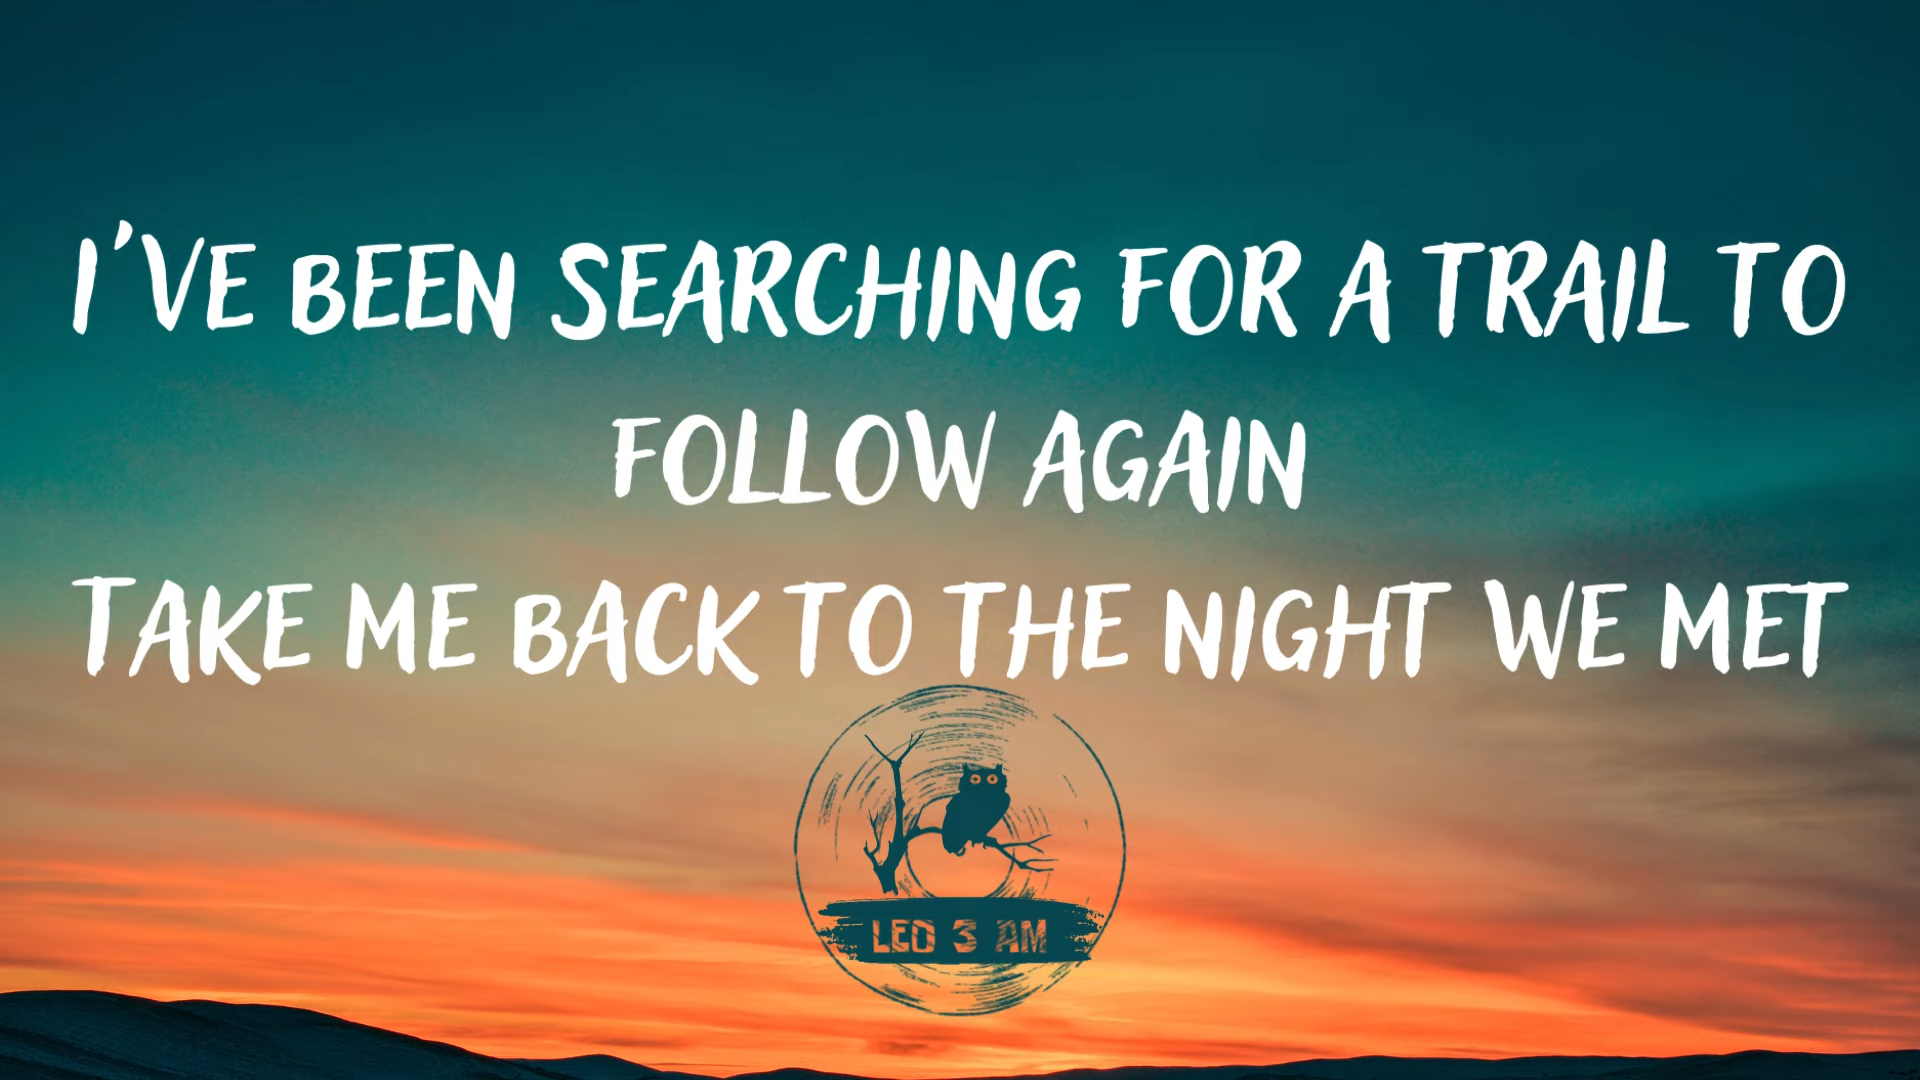 I'VE BEEN SEARCHING FOR A TRAIL TO
FOLLOW AGAIN
TAKE ME BACK TO THE NIGHT WE MET
LEO 3 AM